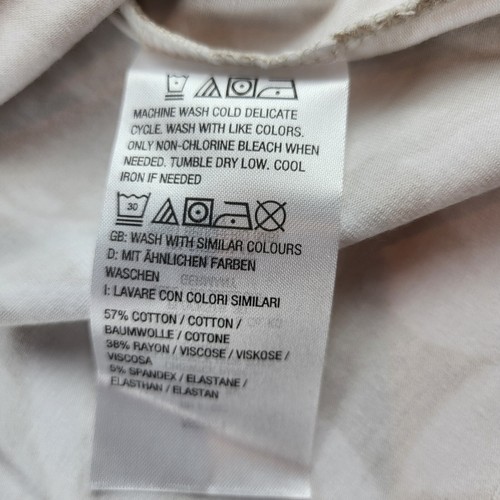 MACHINE WASH COLD DELICATE
CYCLE. WASH WITH LIKE COLORS.
ONLY NON-CHLORINE BLEACH WHEN
NEEDED. TUMBLE DRY LOW. COOL
IRON IF NEEDED
30
GB: WASH WITH SIMILAR COLOURS
D: MIT ÄHNLICHEN FARBEN
WASCHEN
I: LAVARE CON COLORI SIMILARI
57% COTTON / COTTON /
BAUMWOLLE / COTONE
38% RAYON / VISCOSE / VISKOSE /
VISCOSA
5% SPANDEX / ELASTANE /
ELASTHAN / ELASTAN